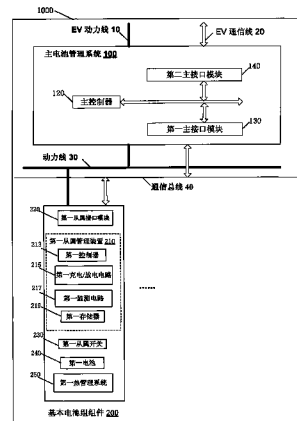 1000
EV 动力线 10
EV 通信线 20
主电池管理系统 100
第二主接口模块
140
120
主控制器
第一主接口模块
130
动力线 30
通信总线 40
220
第一从属接口模块
第一从属管理装置 210
213
第一控制器
215
第一充电/放电电路
217
第一监测电路
219
第一存储器
230
第一从属开关
240
第一电池
250
第一热管理系统
……
基本电池组组件 200